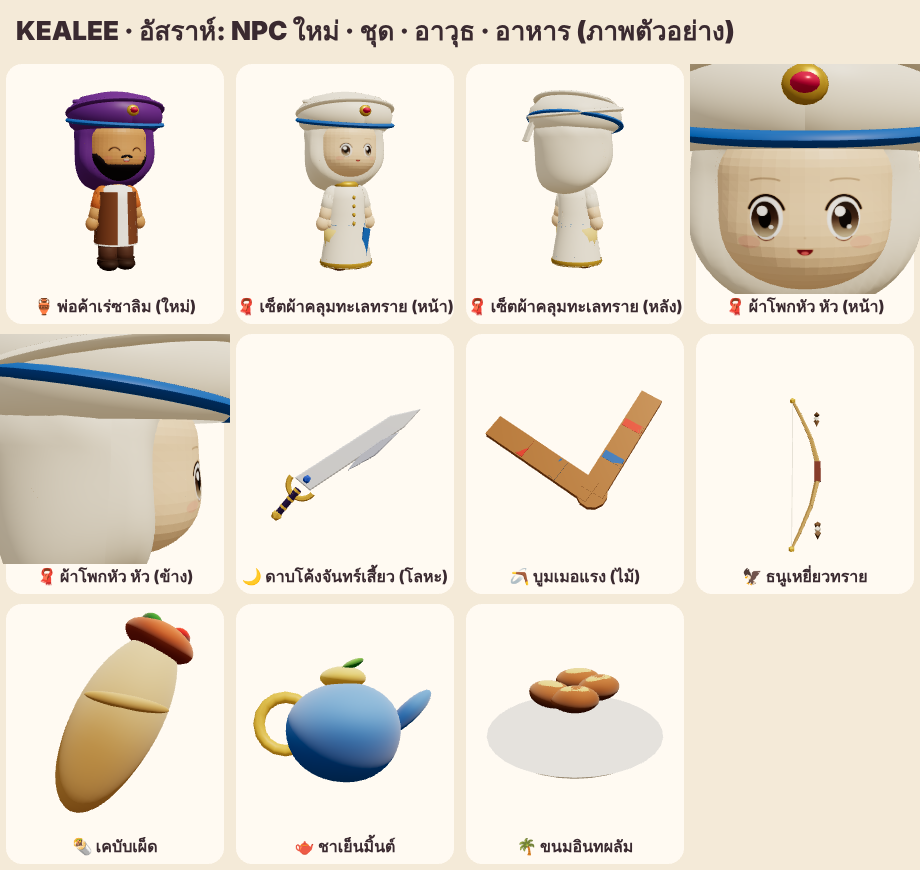 KEALEE · อัสราห์: NPC ใหม่ · ชุด · อาวุธ · อาหาร (ภาพตัวอย่าง)
🏺 พ่อค้าเร่ซาลิม (ใหม่)
🧣 เซ็ตผ้าคลุมทะเลทราย (หน้า)
🧣 เซ็ตผ้าคลุมทะเลทราย (หลัง)
🧣 ผ้าโพกหัว หัว (หน้า)
🧣 ผ้าโพกหัว หัว (ข้าง)
🌙 ดาบโค้งจันทร์เสี้ยว (โลหะ)
🪃 บูมเมอแรง (ไม้)
🦅 ธนูเหยี่ยวทราย
🌯 เคบับเผ็ด
🫖 ชาเย็นมิ้นต์
🌴 ขนมอินทผลัม